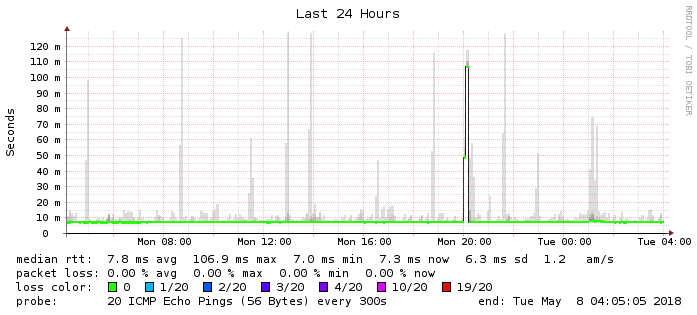 Last 24 Hours
RRDTOOL / TOBI OETIKER
Seconds
120 m
110 m
100 m
90 m
80 m
70 m
60 m
50 m
40 m
30 m
20 m
10 m
0
Mon 08:00 Mon 12:00 Mon 16:00 Mon 20:00 Tue 00:00 Tue 04:00
median rtt: 7.8 ms avg 106.9 ms max 7.0 ms min 7.3 ms now 6.3 ms sd 1.2 am/s
packet loss: 0.00 % avg 0.00 % max 0.00 % min 0.00 % now
loss color: 0 1/20 2/20 3/20 4/20 10/20 19/20
probe: 20 ICMP Echo Pings (56 Bytes) every 300s end: Tue May 8 04:05:05 2018